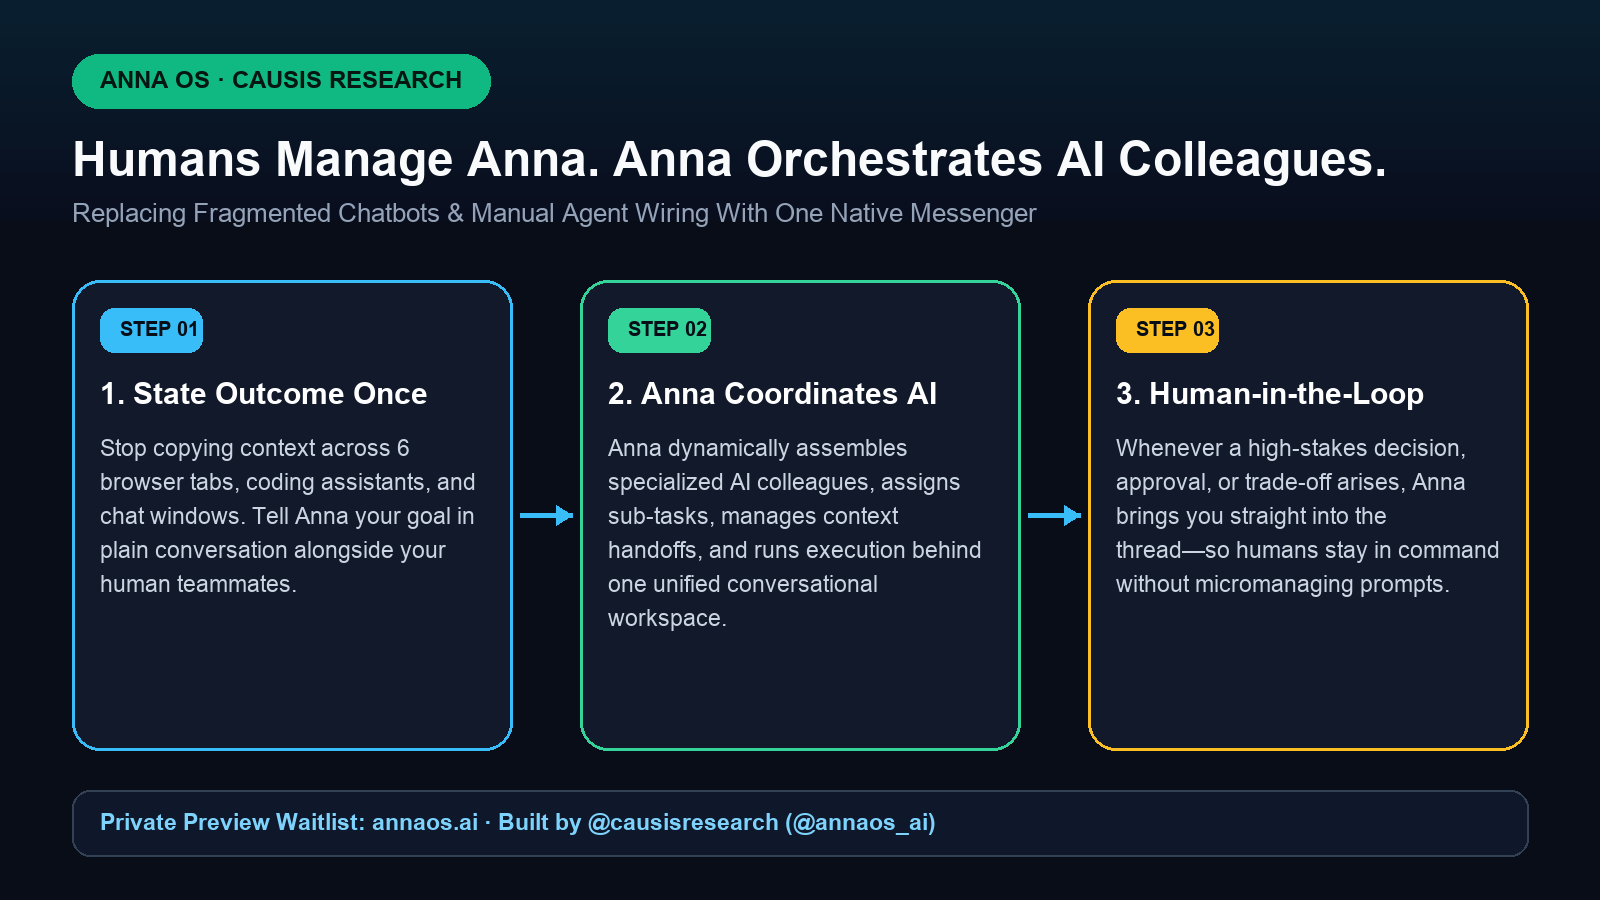 ANNA OS · CAUSIS RESEARCH
Humans Manage Anna. Anna Orchestrates AI Colleagues.
Replacing Fragmented Chatbots & Manual Agent Wiring With One Native Messenger
STEP 01
1. State Outcome Once
Stop copying context across 6
browser tabs, coding assistants, and
chat windows. Tell Anna your goal in
plain conversation alongside your
human teammates.
STEP 02
2. Anna Coordinates AI
Anna dynamically assembles
specialized AI colleagues, assigns
sub-tasks, manages context
handoffs, and runs execution behind
one unified conversational
workspace.
STEP 03
3. Human-in-the-Loop
Whenever a high-stakes decision,
approval, or trade-off arises, Anna
brings you straight into the
thread—so humans stay in command
without micromanaging prompts.
Private Preview Waitlist: annaos.ai · Built by @causisresearch (@annaos_ai)